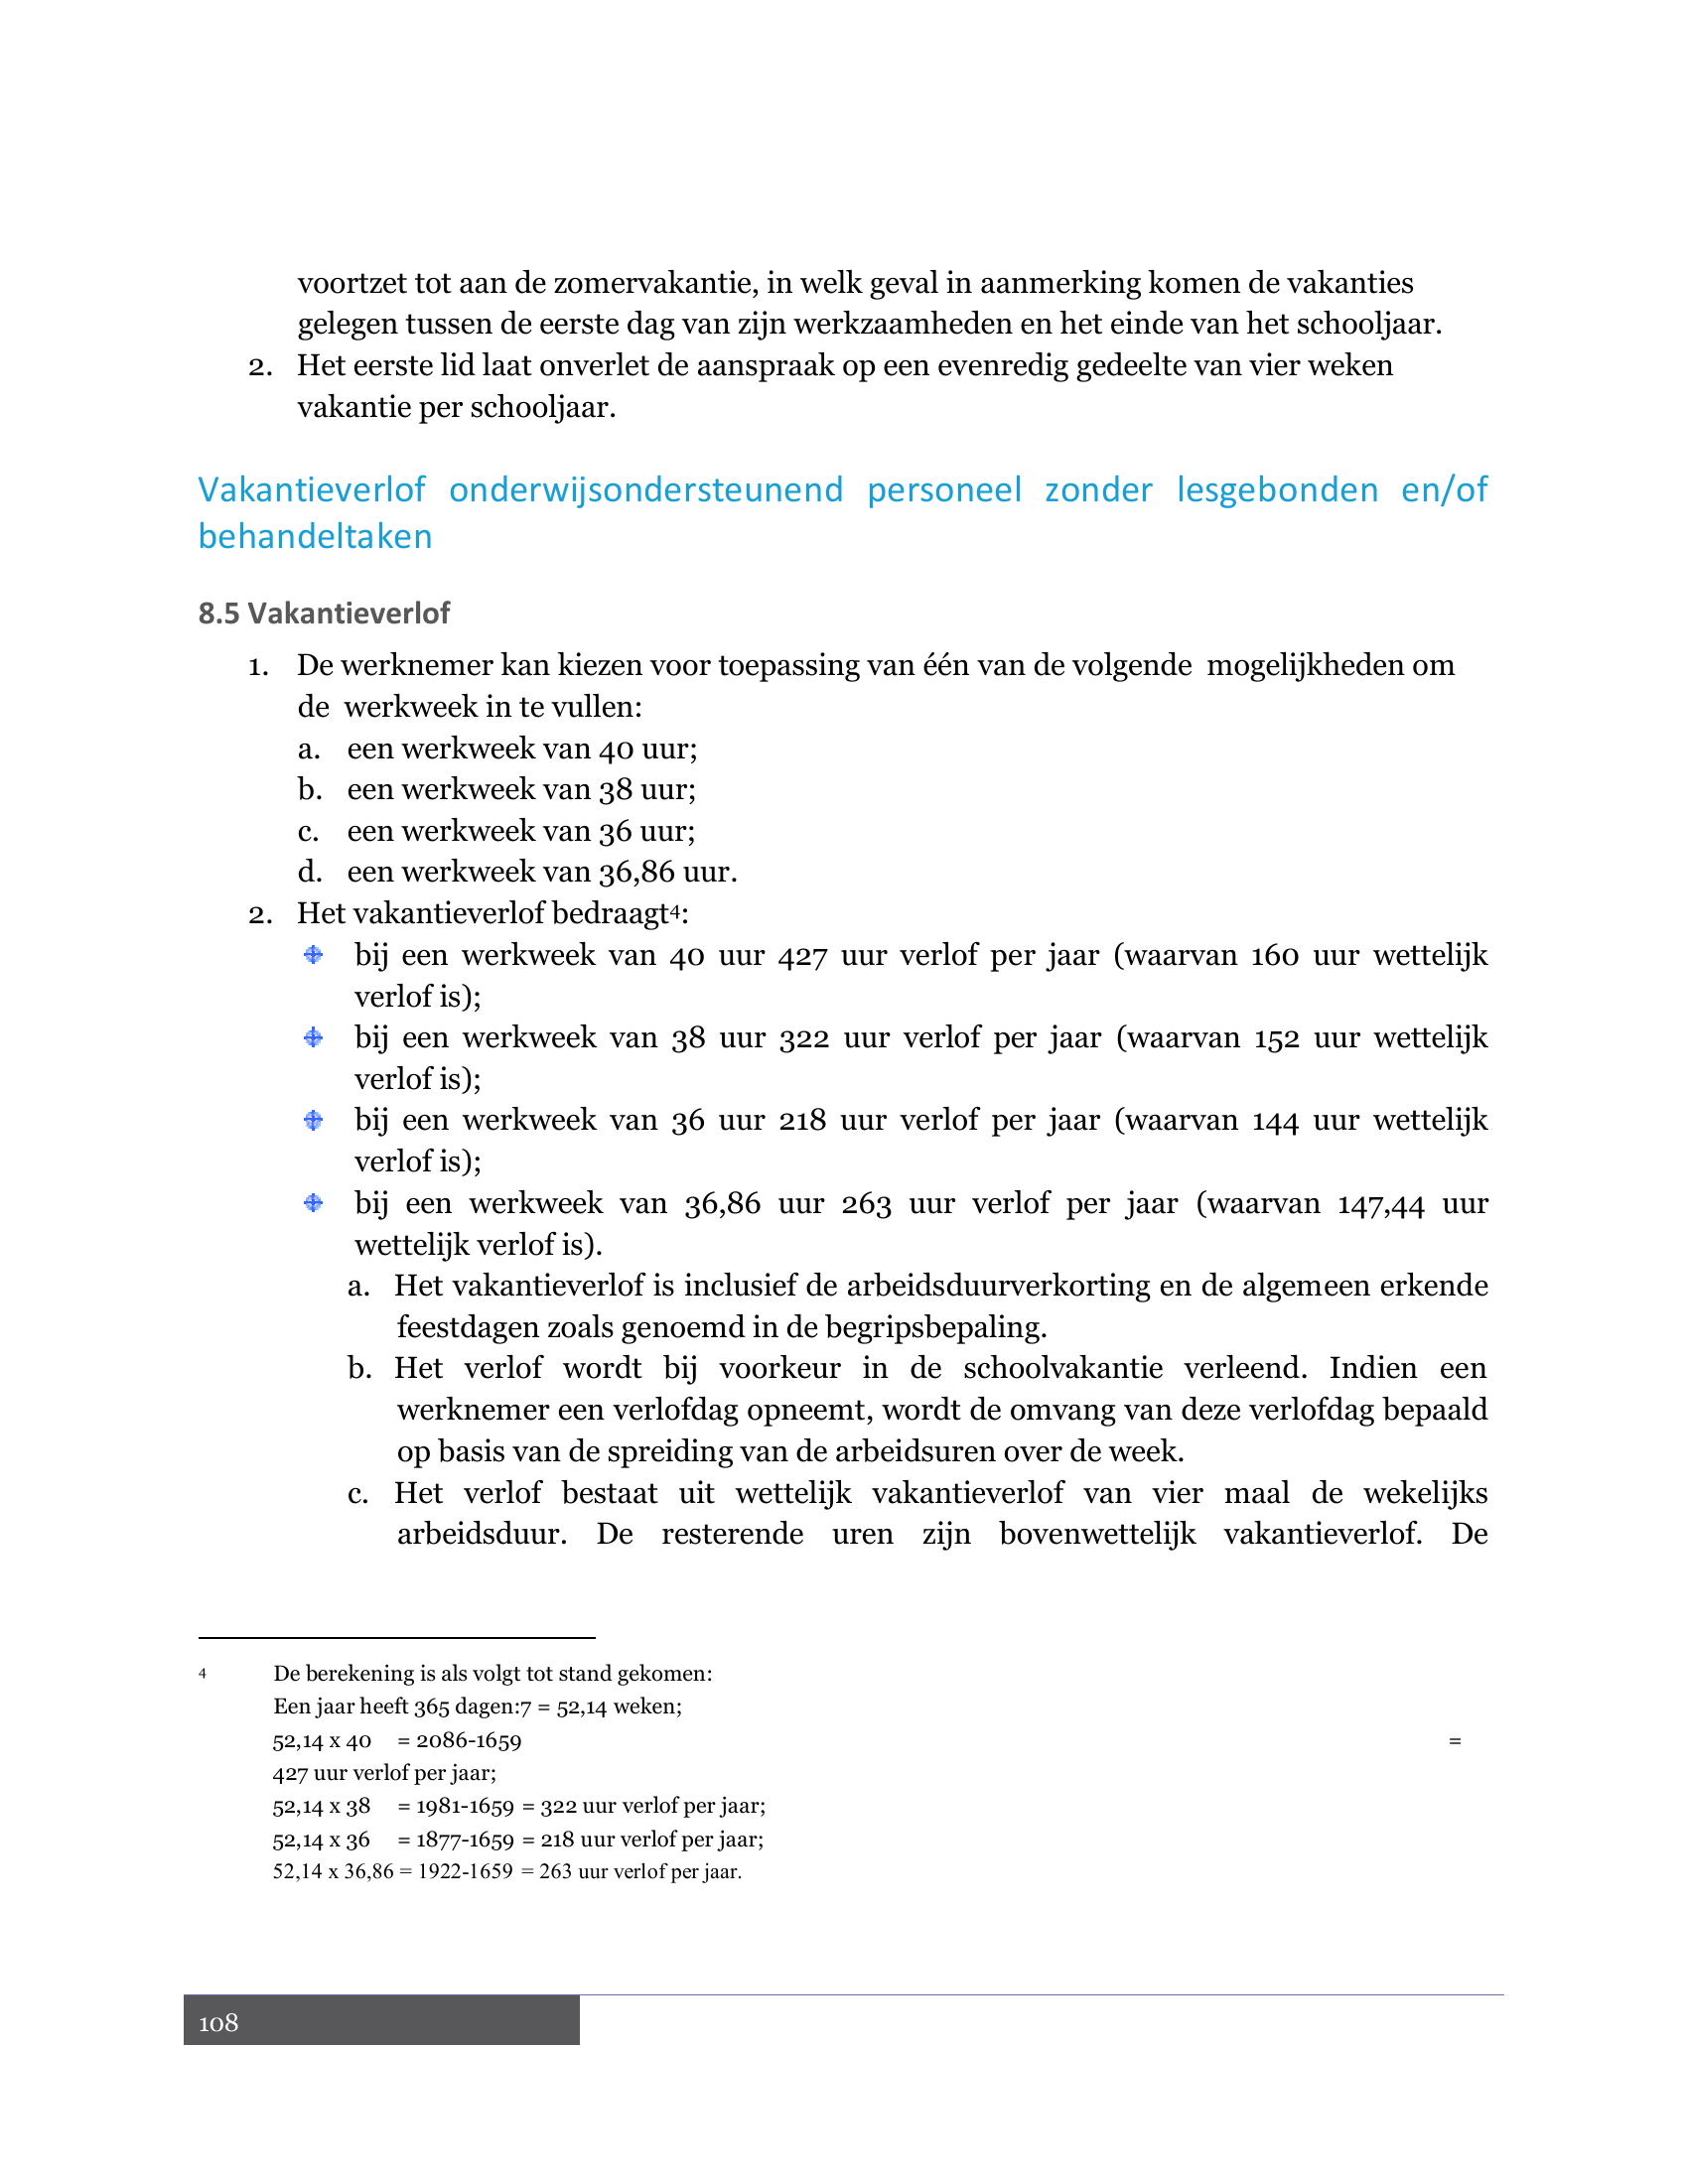 voortzet tot aan de zomervakantie, in welk geval in aanmerking komen de vakanties
gelegen tussen de eerste dag van zijn werkzaamheden en het einde van het schooljaar.
2. Het eerste lid laat onverlet de aanspraak op een evenredig gedeelte van vier weken
vakantie per schooljaar.
Vakantieverlof onderwijsondersteunend personeel zonder lesgebonden en/of
behandeltaken
8.5 Vakantieverlof
1. De werknemer kan kiezen voor toepassing van één van de volgende mogelijkheden om
de werkweek in te vullen:
a. een werkweek van 40 uur;
b. een werkweek van 38 uur;
c. een werkweek van 36 uur;
d. een werkweek van 36,86 uur.
2. Het vakantieverlof bedraagt4:
bij een werkweek van 40 uur 427 uur verlof per jaar (waarvan 160 uur wettelijk
verlof is);
bij een werkweek van 38 uur 322 uur verlof per jaar (waarvan 152 uur wettelijk
verlof is);
bij een werkweek van 36 uur 218 uur verlof per jaar (waarvan 144 uur wettelijk
verlof is);
bij een werkweek van 36,86 uur 263 uur verlof per jaar (waarvan 147,44 uur
wettelijk verlof is).
a. Het vakantieverlof is inclusief de arbeidsduurverkorting en de algemeen erkende
feestdagen zoals genoemd in de begripsbepaling.
b. Het verlof wordt bij voorkeur in de schoolvakantie verleend. Indien een
werknemer een verlofdag opneemt, wordt de omvang van deze verlofdag bepaald
op basis van de spreiding van de arbeidsuren over de week.
c. Het verlof bestaat uit wettelijk vakantieverlof van vier maal de wekelijks
arbeidsduur. De resterende uren zijn bovenwettelijk vakantieverlof. De
4 De berekening is als volgt tot stand gekomen:
Een jaar heeft 365 dagen:7 = 52,14 weken;
52,14 x 40 = 2086-1659 =
427 uur verlof per jaar;
52,14 x 38 = 1981-1659 = 322 uur verlof per jaar;
52,14 x 36 = 1877-1659 = 218 uur verlof per jaar;
52,14 x 36,86 = 1922-1659 = 263 uur verlof per jaar.
108